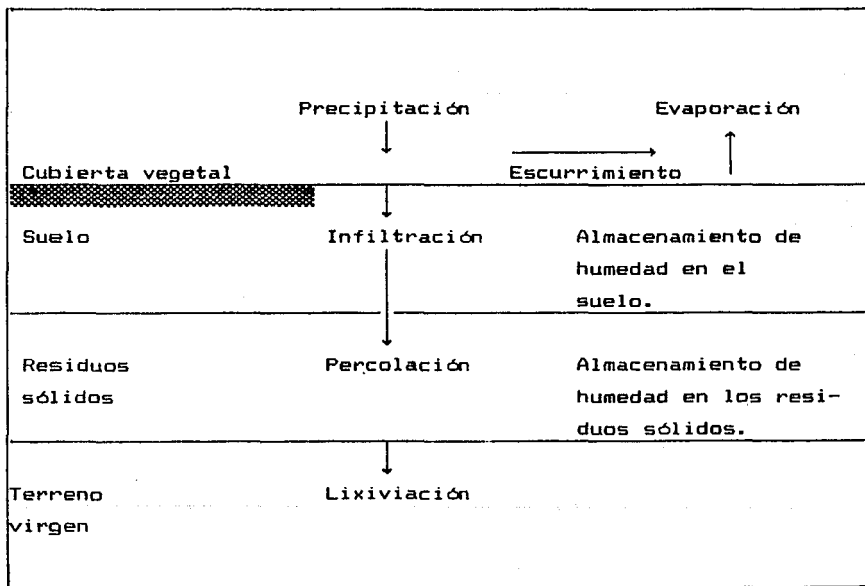 Precipitación Evaporación
Cubierta vegetal Escurrimiento
Suelo Infiltración Almacenamiento de
humedad en el
suelo.
Residuos Percolación Almacenamiento de
sólidos humedad en los resi-
duos sólidos.
Terreno Lixiviación
virgen